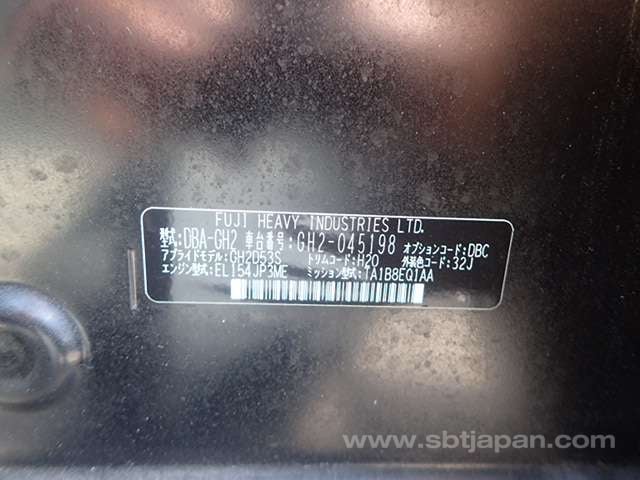 FUJI HEAVY INDUSTRIES LTD.
型式:DBA-GH2 車台番号:GH2-045198 オプションコード:DBC
アプライドモデル:GH2D53S トリムコード:H20 外装色コード:32J
エンジン型式:EL154JP3ME ミッション型式:1A1B8EQ1AA
www.sbtjapan.com